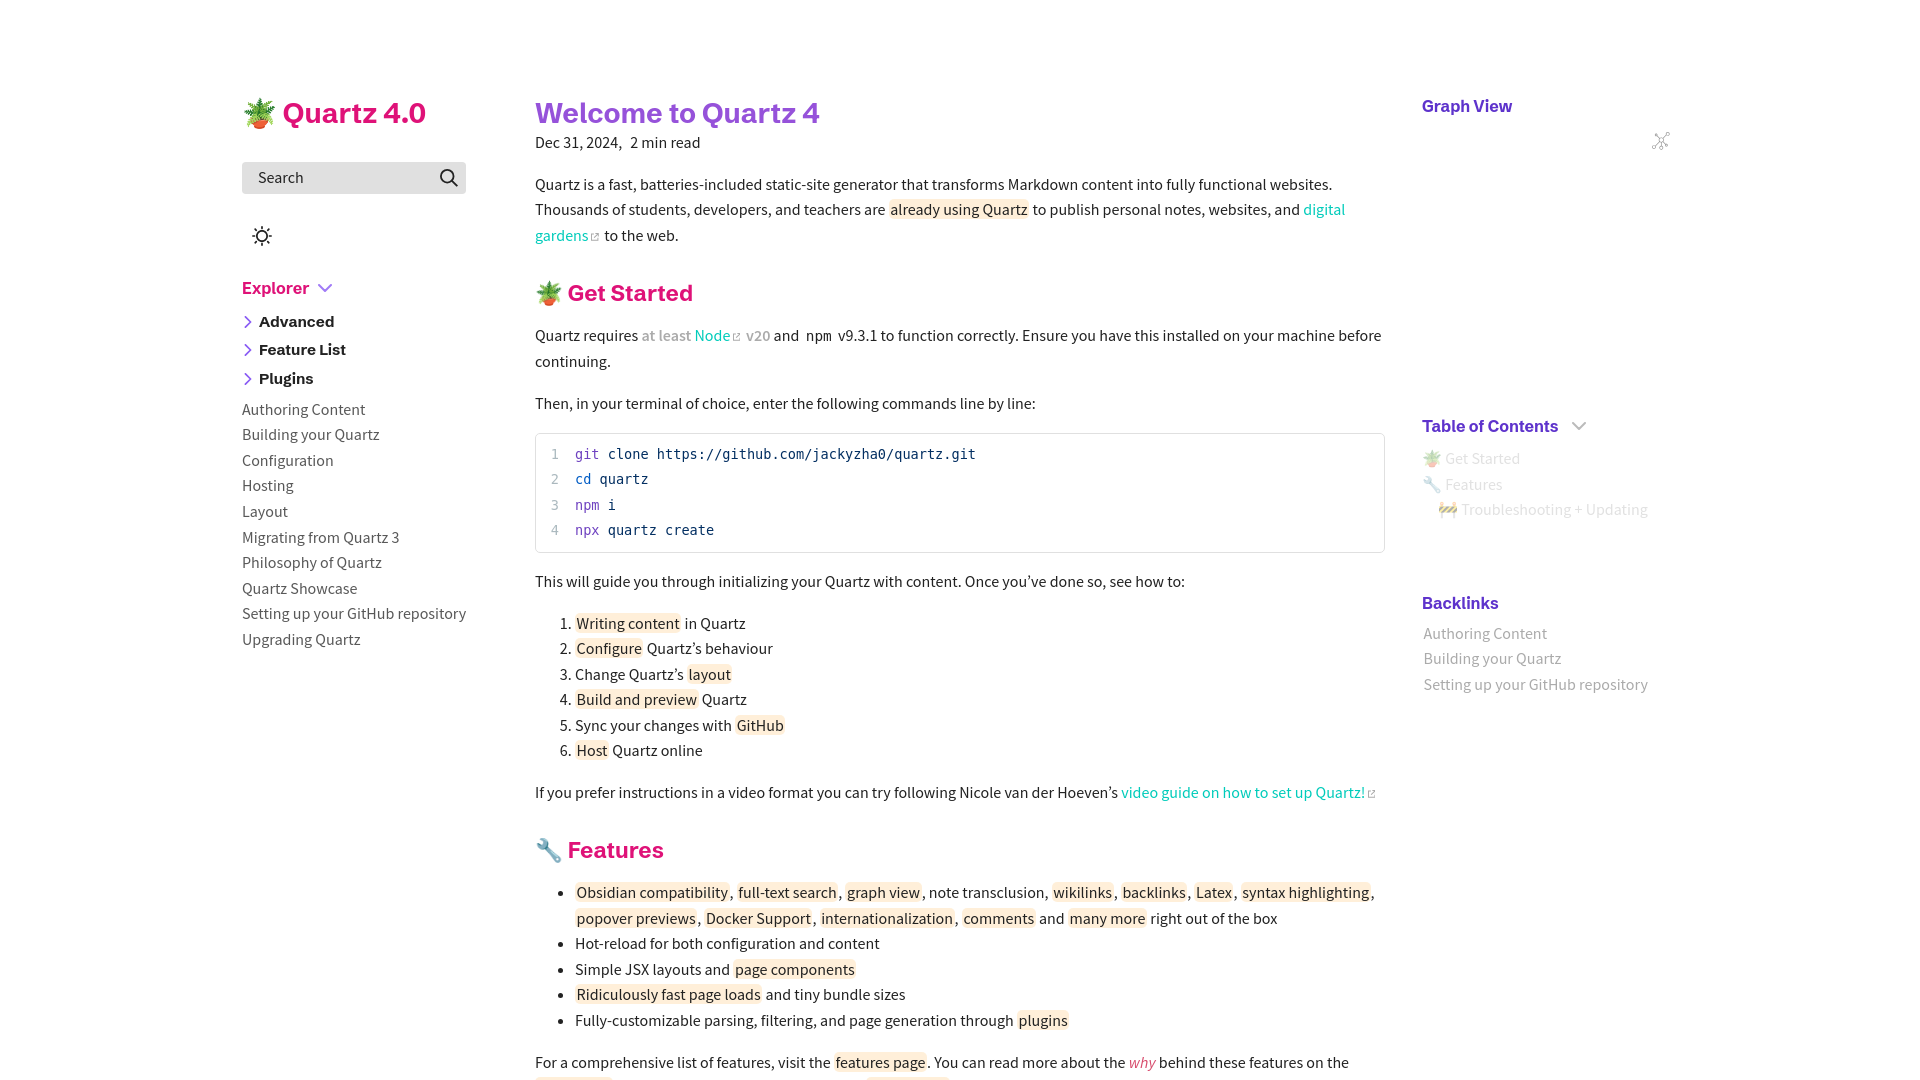 Quartz 4.0
Search
Explorer
Advanced
Feature List
Plugins
Authoring Content
Building your Quartz
Configuration
Hosting
Layout
Migrating from Quartz 3
Philosophy of Quartz
Quartz Showcase
Setting up your GitHub repository
Upgrading Quartz
Welcome to Quartz 4
Dec 31, 2024, 2 min read
Quartz is a fast, batteries-included static-site generator that transforms Markdown content into fully functional websites.
Thousands of students, developers, and teachers are already using Quartz to publish personal notes, websites, and digital
gardens to the web.
🪴 Get Started
Quartz requires at least Node v20 and npm v9.3.1 to function correctly. Ensure you have this installed on your machine before
continuing.
Then, in your terminal of choice, enter the following commands line by line:
1 git clone https://github.com/jackyzha0/quartz.git
2 cd quartz
3 npm i
4 npx quartz create
This will guide you through initializing your Quartz with content. Once you’ve done so, see how to:
1. Writing content in Quartz
2. Configure Quartz’s behaviour
3. Change Quartz’s layout
4. Build and preview Quartz
5. Sync your changes with GitHub
6. Host Quartz online
If you prefer instructions in a video format you can try following Nicole van der Hoeven’s video guide on how to set up Quartz!
🔧 Features
• Obsidian compatibility, full-text search, graph view, note transclusion, wikilinks, backlinks, Latex, syntax highlighting,
popover previews, Docker Support, internationalization, comments and many more right out of the box
• Hot-reload for both configuration and content
• Simple JSX layouts and page components
• Ridiculously fast page loads and tiny bundle sizes
• Fully-customizable parsing, filtering, and page generation through plugins
For a comprehensive list of features, visit the features page. You can read more about the why behind these features on the
Graph View
Table of Contents
🪴 Get Started
🔧 Features
🚧 Troubleshooting + Updating
Backlinks
Authoring Content
Building your Quartz
Setting up your GitHub repository